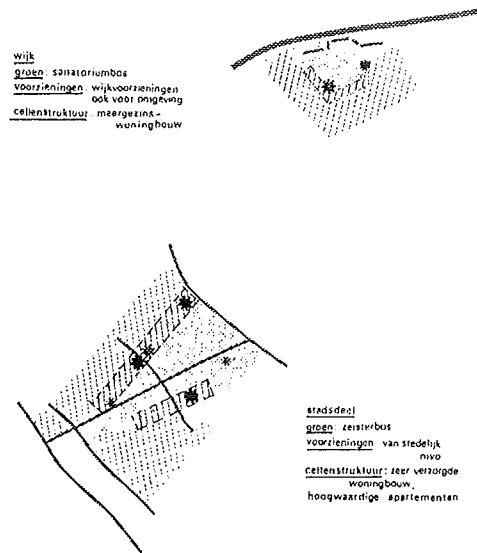 wijk
groen: sanatoriumbos
voorzieningen: wijkvoorzieningen
ook voor omgeving
cellenstruktuur: meergezins-
woningbouw
stadsdeel
groen: zeisterbos
voorzieningen van stedelijk
nivo
cellenstruktuur: zeer verzorgde
woningbouw,
hoogwaardige apartementen